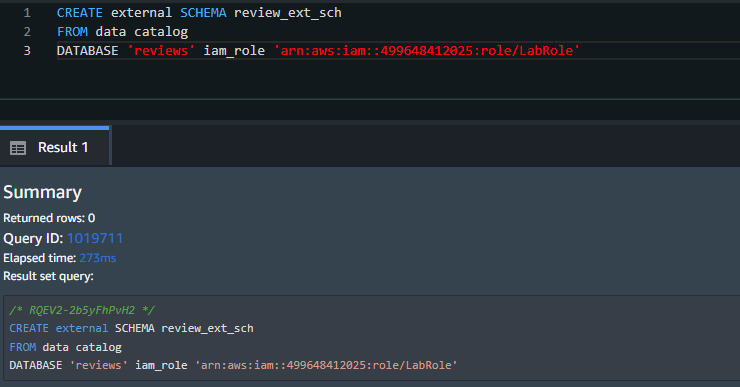 1 CREATE external SCHEMA review_ext_sch
2 FROM data catalog
3 DATABASE 'reviews' iam_role 'arn:aws:iam::499648412025:role/LabRole'
Result 1
Summary
Returned rows: 0
Query ID: 1019711
Elapsed time: 273ms
Result set query:
/* RQEV2-2b5yFhPvH2 */
CREATE external SCHEMA review_ext_sch
FROM data catalog
DATABASE 'reviews' iam_role 'arn:aws:iam::499648412025:role/LabRole'